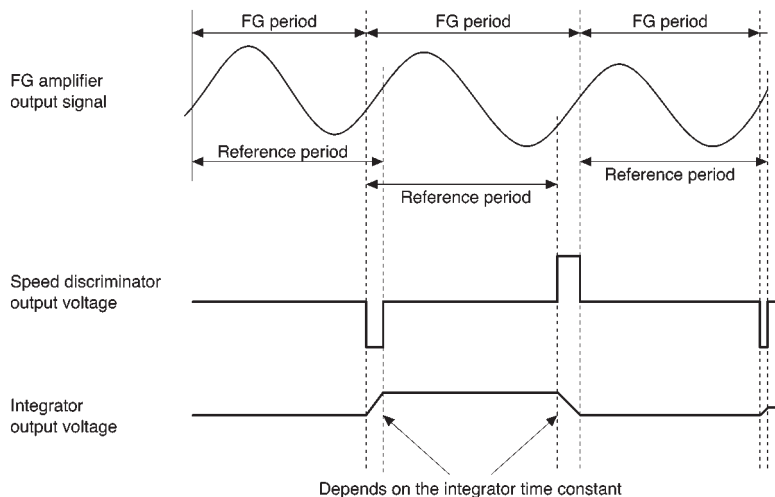 FG period
FG period
FG period
FG amplifier
output signal
Reference period
Reference period
Reference period
Speed discriminator
output voltage
Integrator
output voltage
Depends on the integrator time constant